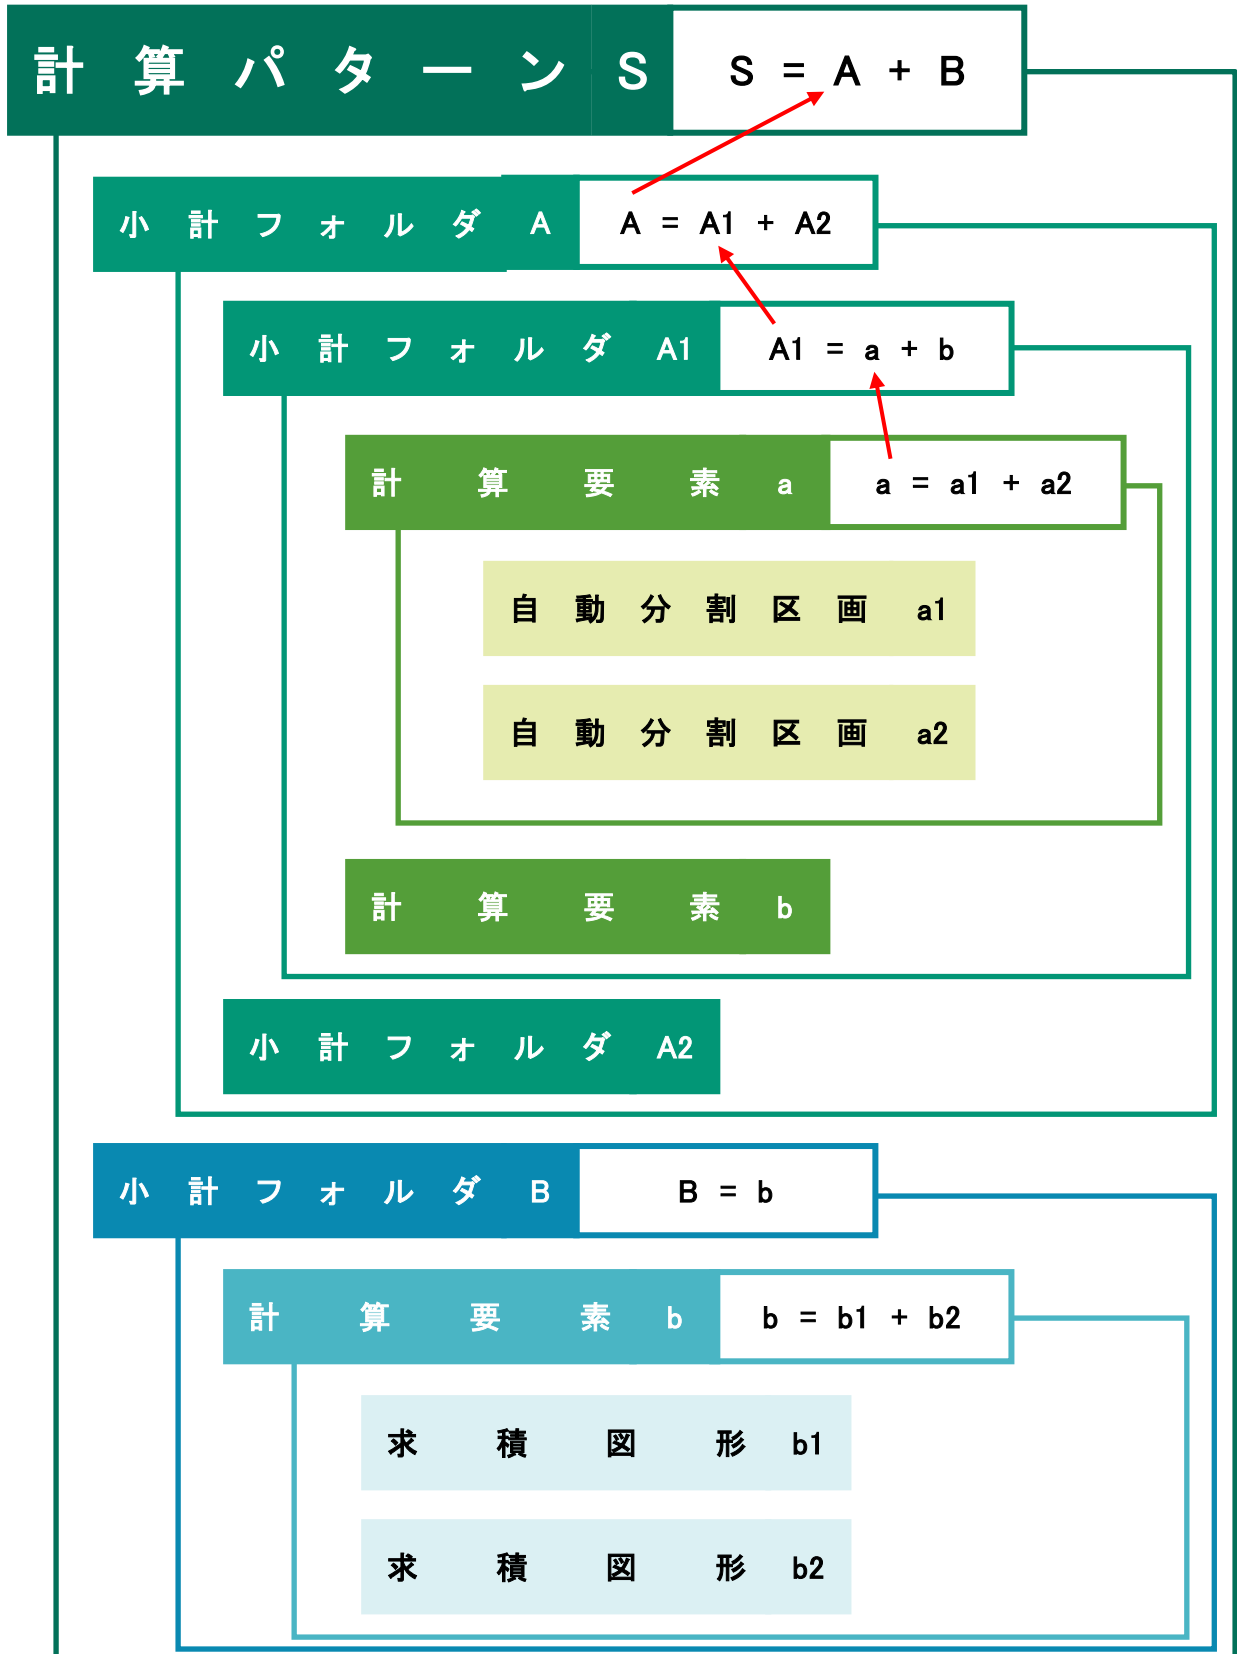 計算パターン S S = A + B
小計フォルダ A A = A1 + A2
小計フォルダ A1 A1 = a + b
計算要素 a a = a1 + a2
自動分割区画 a1
自動分割区画 a2
計算要素 b
小計フォルダ A2
小計フォルダ B B = b
計算要素 b b = b1 + b2
求積図形 b1
求積図形 b2